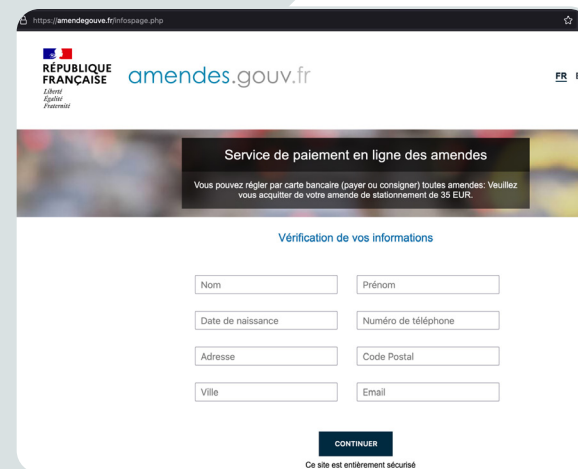 https://amendegouve.fr/infospage.php
RÉPUBLIQUE
FRANÇAISE
Liberté
Égalité
Fraternité
amendes.gouv.fr
FR
Service de paiement en ligne des amendes
Vous pouvez régler par carte bancaire (payer ou consigner) toutes amendes: Veuillez
vous acquitter de votre amende de stationnement de 35 EUR.
Vérification de vos informations
Nom Prénom
Date de naissance Numéro de téléphone
Adresse Code Postal
Ville Email
CONTINUER
Ce site est entièrement sécurisé